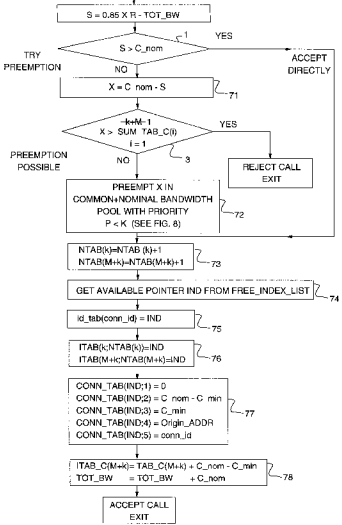 S = 0.85 X R - TOT_BW
1
S > C_nom
YES
TRY
PREEMPTION
NO
ACCEPT
DIRECTLY
X = C_nom - S
71
k+M-1
X > SUM TAB_C(i)
i = 1
YES
3
PREEMPTION
POSSIBLE
NO
REJECT CALL
EXIT
PREEMPT X IN
COMMON+NOMINAL BANDWIDTH
POOL WITH PRIORITY
P < K (SEE FIG. 8)
72
NTAB(k)=NTAB (k)+1
NTAB(M+k)=NTAB(M+k)+1
73
GET AVAILABLE POINTER IND FROM FREE_INDEX_LIST
74
id_tab(conn_id) = IND
75
ITAB(k;NTAB(k))=IND
ITAB(M+k;NTAB(M+k)=IND
76
CONN_TAB(IND;1) = 0
CONN_TAB(IND;2) = C_nom - C_min
CONN_TAB(IND;3) = C_min
CONN_TAB(IND;4) = Origin_ADDR
CONN_TAB(IND;5) = conn_id
77
ITAB_C(M+k)= TAB_C(M+k) + C_nom - C_min
TOT_BW = TOT_BW + C_nom
78
ACCEPT CALL
EXIT